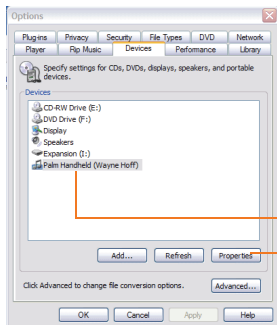 Options
Plug-ins Privacy Security File Types DVD Network
Player Rip Music Devices Performance Library
Specify settings for CDs, DVDs, displays, speakers, and portable
devices.
Devices
CD-RW Drive (E:)
DVD Drive (F:)
Display
Speakers
Expansion (I:)
Palm Handheld (Wayne Hoff)
Add... Refresh Properties
Click Advanced to change file conversion options. Advanced...
OK Cancel Apply Help